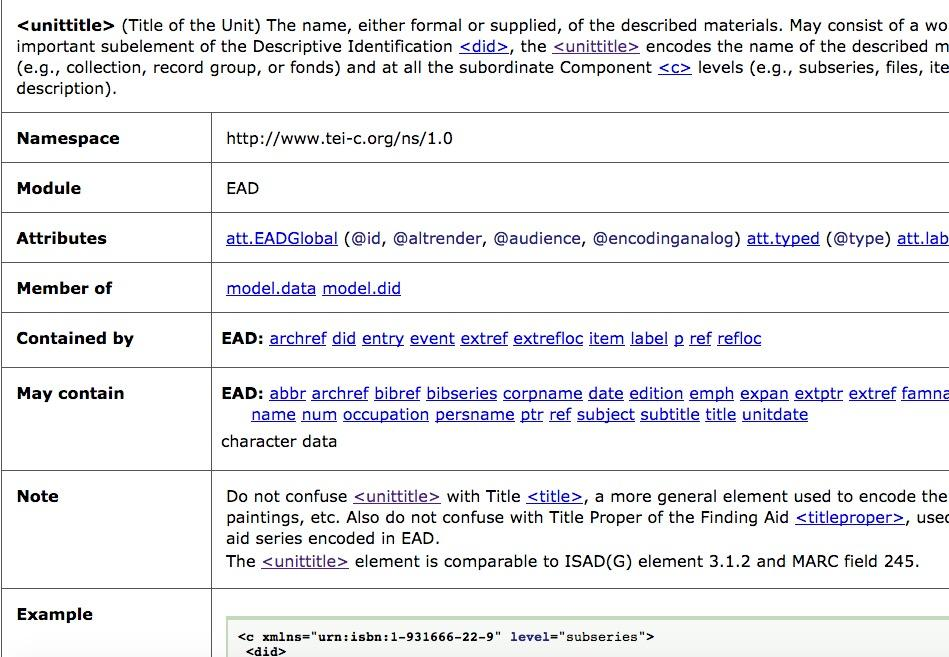 <unittitle> (Title of the Unit) The name, either formal or supplied, of the described materials. May consist of a wo
important subelement of the Descriptive Identification <did>, the <unittitle> encodes the name of the described m
(e.g., collection, record group, or fonds) and at all the subordinate Component <c> levels (e.g., subseries, files, ite
description).
Namespace http://www.tei-c.org/ns/1.0
Module EAD
Attributes att.EADGlobal (@id, @altrender, @audience, @encodinganalog) att.typed (@type) att.lab
Member of model.data model.did
Contained by EAD: archref did entry event extref extrefloc item label p ref refloc
May contain EAD: abbr archref bibref bibseries corpname date edition emph expan extptr extref famna
name num occupation persname ptr ref subject subtitle title unitdate
character data
Note Do not confuse <unittitle> with Title <title>, a more general element used to encode the
paintings, etc. Also do not confuse with Title Proper of the Finding Aid <titleproper>, used
aid series encoded in EAD.
The <unittitle> element is comparable to ISAD(G) element 3.1.2 and MARC field 245.
Example
<c xmlns="urn:isbn:1-931666-22-9" level="subseries">
<did>